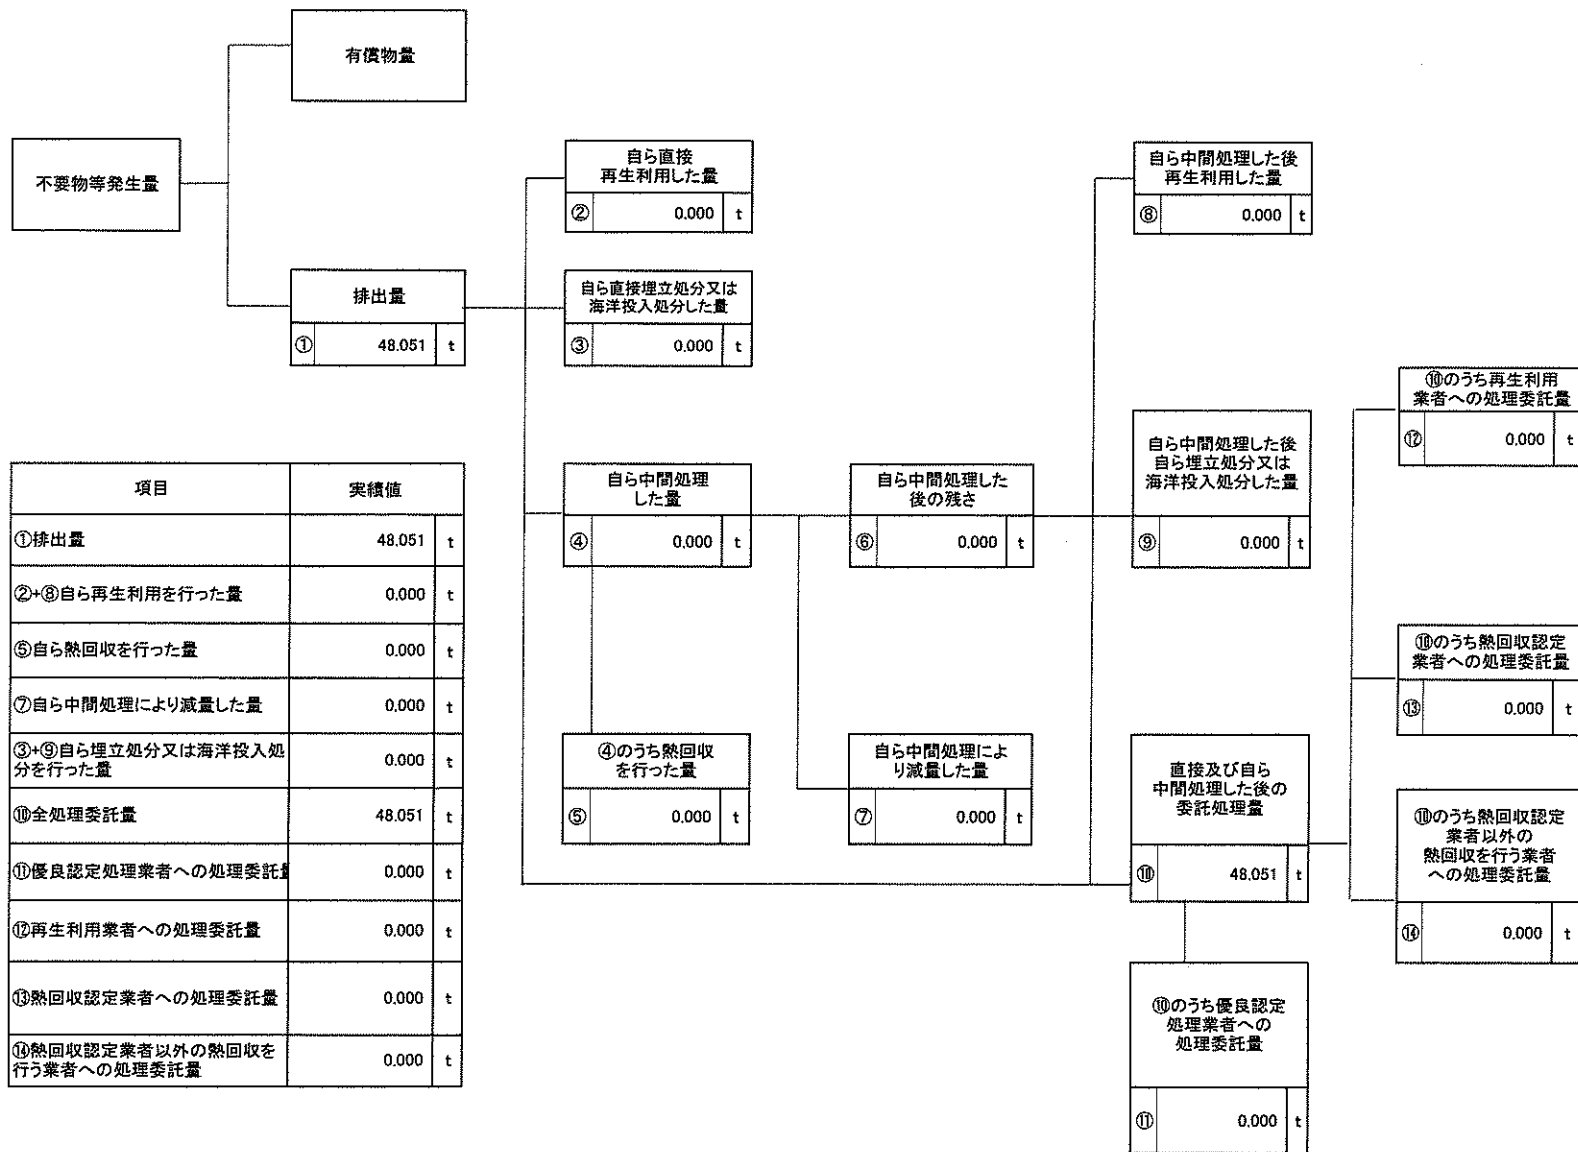 有償物量
不要物等発生量
排出量
① 48.051 t
自ら直接
再生利用した量
② 0.000 t
自ら直接埋立処分又は
海洋投入処分した量
③ 0.000 t
自ら中間処理
した量
④ 0.000 t
④のうち熱回収
を行った量
⑤ 0.000 t
自ら中間処理した
後の残さ
⑥ 0.000 t
自ら中間処理によ
り減量した量
⑦ 0.000 t
自ら中間処理した後
再生利用した量
⑧ 0.000 t
自ら中間処理した後
自ら埋立処分又は
海洋投入処分した量
⑨ 0.000 t
直接及び自ら
中間処理した後の
委託処理量
⑩ 48.051 t
⑩のうち優良認定
処理業者への
処理委託量
⑪ 0.000 t
⑩のうち再生利用
業者への処理委託量
⑫ 0.000 t
⑩のうち熱回収認定
業者への処理委託量
⑬ 0.000 t
⑩のうち熱回収認定
業者以外の
熱回収を行う業者
への処理委託量
⑭ 0.000 t
項目 実績値
①排出量 48.051 t
②+⑧自ら再生利用を行った量 0.000 t
⑤自ら熱回収を行った量 0.000 t
⑦自ら中間処理により減量した量 0.000 t
③+⑨自ら埋立処分又は海洋投入処
分を行った量 0.000 t
⑩全処理委託量 48.051 t
⑪優良認定処理業者への処理委託量 0.000 t
⑫再生利用業者への処理委託量 0.000 t
⑬熱回収認定業者への処理委託量 0.000 t
⑭熱回収認定業者以外の熱回収を
行う業者への処理委託量 0.000 t